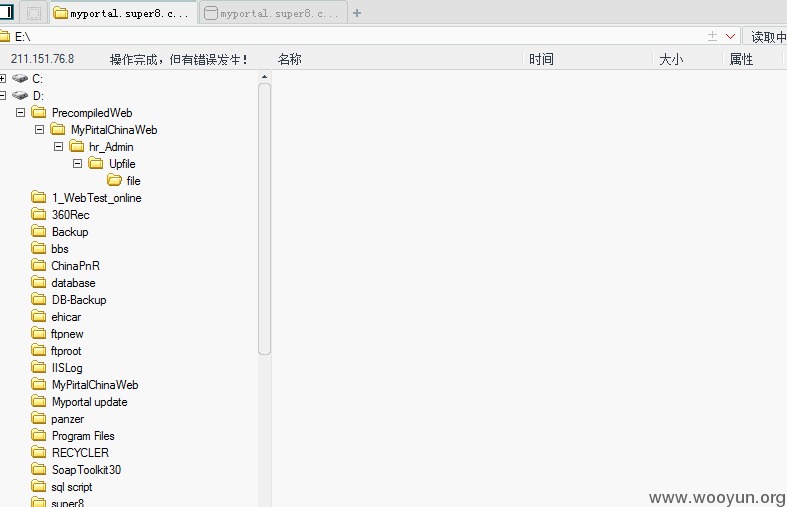 myportal.super8.c...
myportal.super8.c...
E:\
读取中
211.151.76.8
操作完成，但有错误发生！
名称
时间
大小
属性
C:
D:
PrecompiledWeb
MyPirtalChinaWeb
hr_Admin
Upfile
file
1_WebTest_online
360Rec
Backup
bbs
ChinaPnR
database
DB-Backup
ehicar
ftpnew
ftproot
IISLog
MyPirtalChinaWeb
Myportal update
panzer
Program Files
RECYCLER
SoapToolkit30
sql script
super8
www.wooyun.org